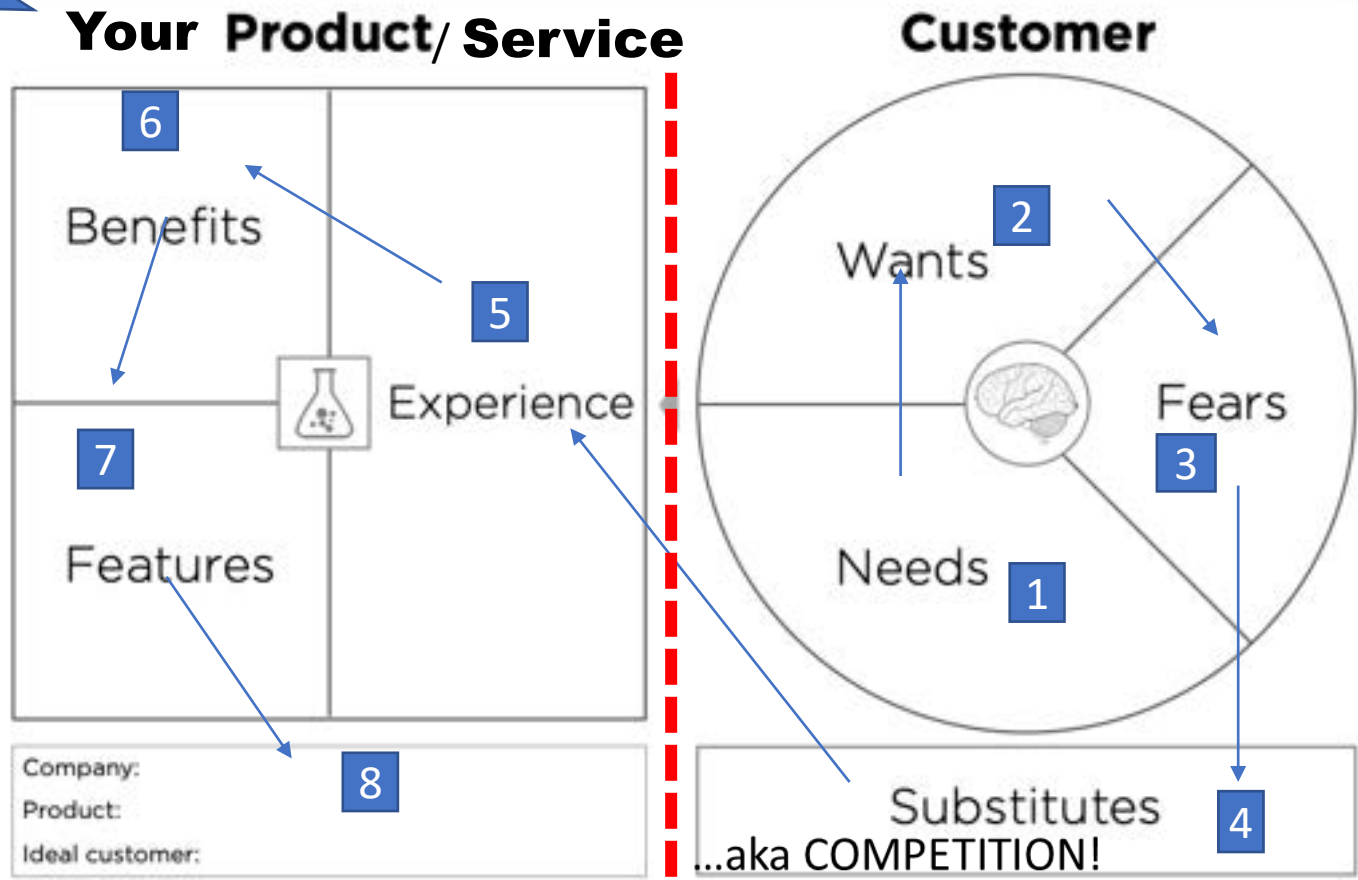 Your Product/ Service
Customer
6
Benefits
5
Experience
7
Features
Company:
Product:
Ideal customer:
8
2
Wants
Fears
3
Needs
1
Substitutes
4
...aka COMPETITION!